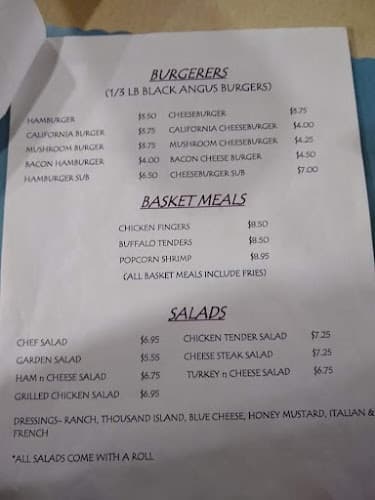 BURGERERS
(1/3 LB BLACK ANGUS BURGERS)
HAMBURGER $3.50 CHEESEBURGER $3.75
CALIFORNIA BURGER $3.75 CALIFORNIA CHEESEBURGER $4.00
MUSHROOM BURGER $3.75 MUSHROOM CHEESEBURGER $4.25
BACON HAMBURGER $4.00 BACON CHEESE BURGER $4.50
HAMBURGER SUB $6.50 CHEESEBURGER SUB $7.00
BASKET MEALS
CHICKEN FINGERS $8.50
BUFFALO TENDERS $8.50
POPCORN SHRIMP $8.95
(ALL BASKET MEALS INCLUDE FRIES)
SALADS
CHEF SALAD $6.95 CHICKEN TENDER SALAD $7.25
GARDEN SALAD $5.55 CHEESE STEAK SALAD $7.25
HAM n CHEESE SALAD $6.75 TURKEY n CHEESE SALAD $6.75
GRILLED CHICKEN SALAD $6.95
DRESSINGS- RANCH, THOUSAND ISLAND, BLUE CHEESE, HONEY MUSTARD, ITALIAN &
FRENCH
*ALL SALADS COME WITH A ROLL